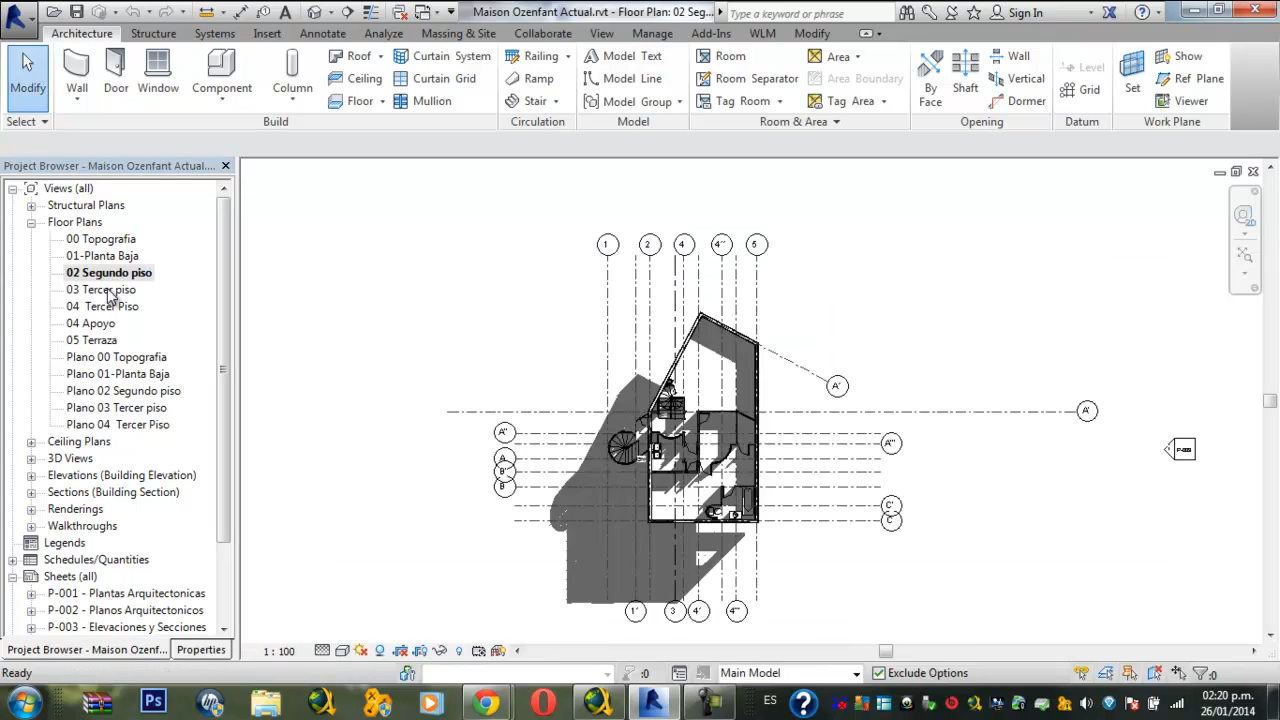 Maison Ozenfant Actual.rvt - Floor Plan: 02 Seg...
Type a keyword or phrase
Sign In
Architecture Structure Systems Insert Annotate Analyze Massing & Site Collaborate View Manage Add-Ins WLM Modify
Modify
Wall
Door
Window
Component
Column
Roof
Ceiling
Floor
Curtain System
Curtain Grid
Mullion
Railing
Ramp
Stair
Model Text
Model Line
Model Group
Room
Room Separator
Tag Room
Area
Area Boundary
Tag Area
By Face
Shaft
Wall
Vertical
Dormer
Level
Grid
Set
Show
Ref Plane
Viewer
Select Build Circulation Model Room & Area Opening Datum Work Plane
Project Browser - Maison Ozenfant Actual....
Views (all)
Structural Plans
Floor Plans
00 Topografia
01-Planta Baja
02 Segundo piso
03 Tercer piso
04 Tercer Piso
04 Apoyo
05 Terraza
Plano 00 Topografia
Plano 01-Planta Baja
Plano 02 Segundo piso
Plano 03 Tercer piso
Plano 04 Tercer Piso
Ceiling Plans
3D Views
Elevations (Building Elevation)
Sections (Building Section)
Renderings
Walkthroughs
Legends
Schedules/Quantities
Sheets (all)
P-001 - Plantas Arquitectonicas
P-002 - Planos Arquitectonicos
P-003 - Elevaciones y Secciones
Project Browser - Maison Ozenf... Properties
1 2 4 4'' 5
A'
A'
A'' A'''
A
B'
B
C'
C
1' 3 4' 4'''
2D
1 : 100
Ready
:0
Main Model
Exclude Options
:0
Ps
ES
02:20 p.m.
26/01/2014